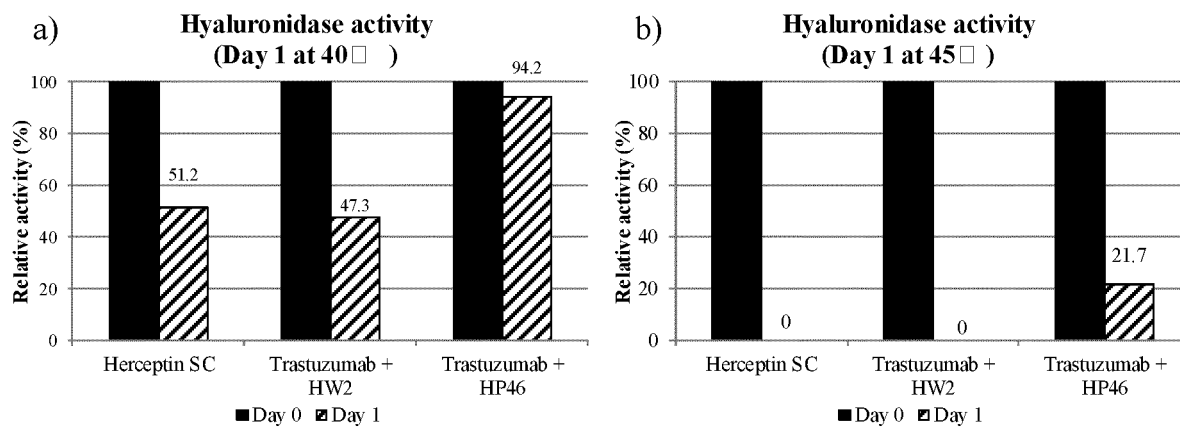 a)
Hyaluronidase activity
(Day 1 at 40□ )
Relative activity (%)
100
80
60
40
20
0
51.2
47.3
94.2
Herceptin SC
Trastuzumab +
HW2
Trastuzumab +
HP46
Day 0
Day 1
b)
Hyaluronidase activity
(Day 1 at 45□ )
Relative activity (%)
100
80
60
40
20
0
0
0
21.7
Herceptin SC
Trastuzumab +
HW2
Trastuzumab +
HP46
Day 0
Day 1